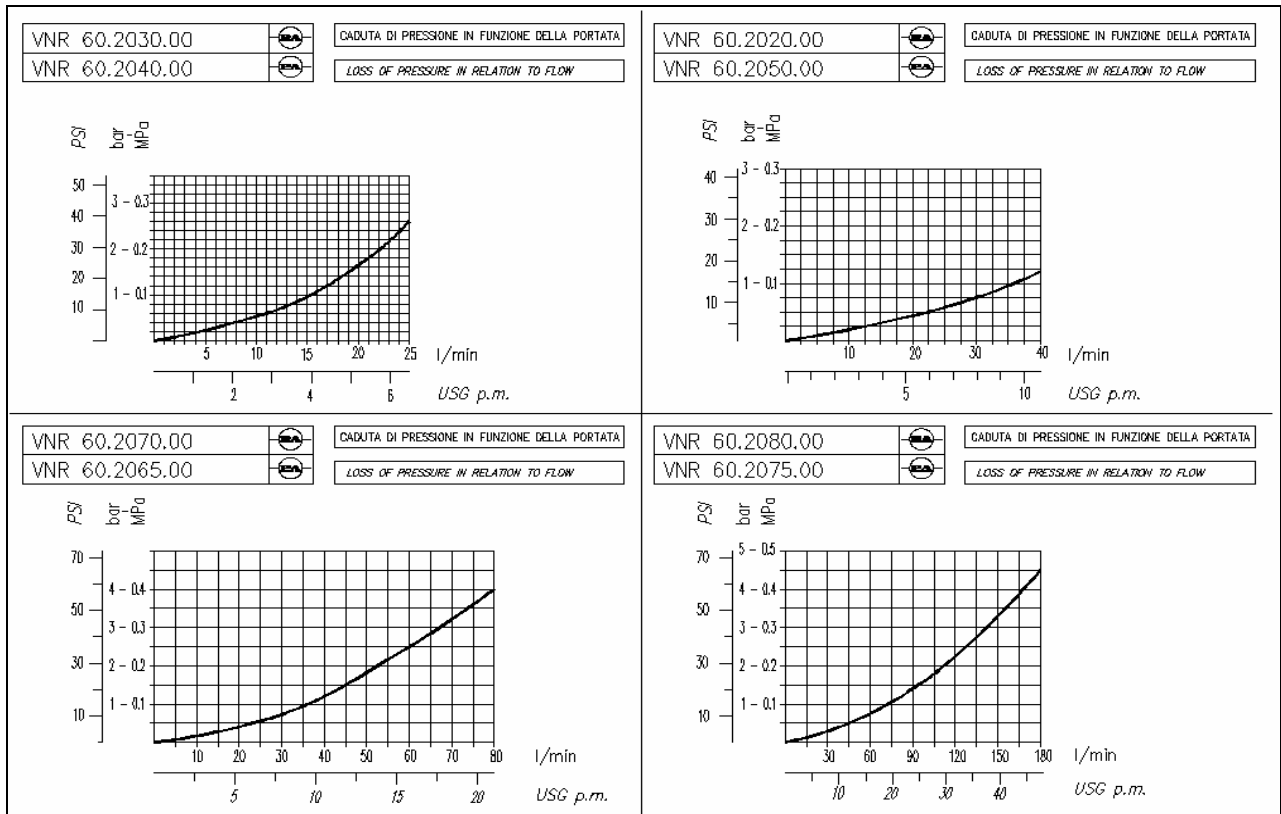 VNR 60.2030.00
VNR 60.2040.00
CADUTA DI PRESSIONE IN FUNZIONE DELLA PORTATA
LOSS OF PRESSURE IN RELATION TO FLOW
PSI
bar-MPa
50
40
30
20
10
3 - 0.3
2 - 0.2
1 - 0.1
5 10 15 20 25 l/min
2 4 6 USG p.m.
VNR 60.2020.00
VNR 60.2050.00
CADUTA DI PRESSIONE IN FUNZIONE DELLA PORTATA
LOSS OF PRESSURE IN RELATION TO FLOW
PSI
bar-MPa
40
30
20
10
3 - 0.3
2 - 0.2
1 - 0.1
10 20 30 40 l/min
5 10 USG p.m.
VNR 60.2070.00
VNR 60.2065.00
CADUTA DI PRESSIONE IN FUNZIONE DELLA PORTATA
LOSS OF PRESSURE IN RELATION TO FLOW
PSI
bar-MPa
70
50
30
10
4 - 0.4
3 - 0.3
2 - 0.2
1 - 0.1
10 20 30 40 50 60 70 80 l/min
5 10 15 20 USG p.m.
VNR 60.2080.00
VNR 60.2075.00
CADUTA DI PRESSIONE IN FUNZIONE DELLA PORTATA
LOSS OF PRESSURE IN RELATION TO FLOW
PSI
bar MPa
70
50
30
10
5 - 0.5
4 - 0.4
3 - 0.3
2 - 0.2
1 - 0.1
30 60 90 120 150 180 l/min
10 20 30 40 USG p.m.